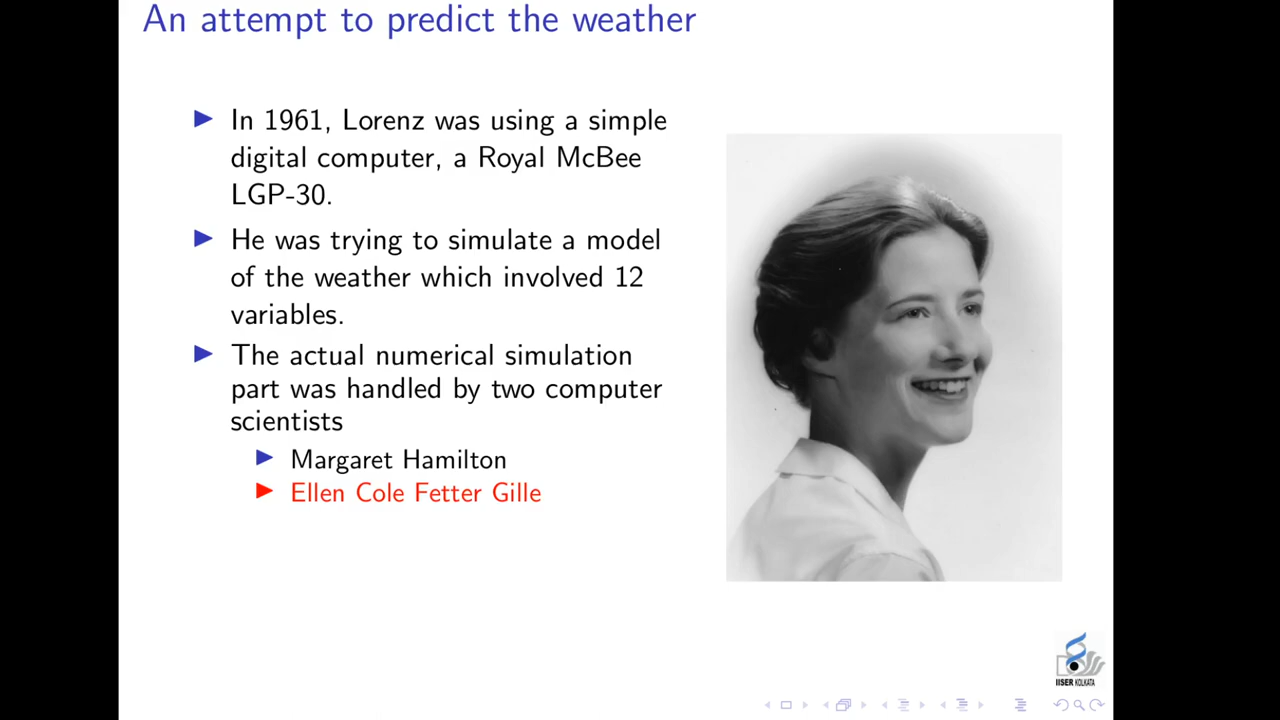 An attempt to predict the weather
In 1961, Lorenz was using a simple
digital computer, a Royal McBee
LGP-30.
He was trying to simulate a model
of the weather which involved 12
variables.
The actual numerical simulation
part was handled by two computer
scientists
Margaret Hamilton
Ellen Cole Fetter Gille
IISER KOLKATA